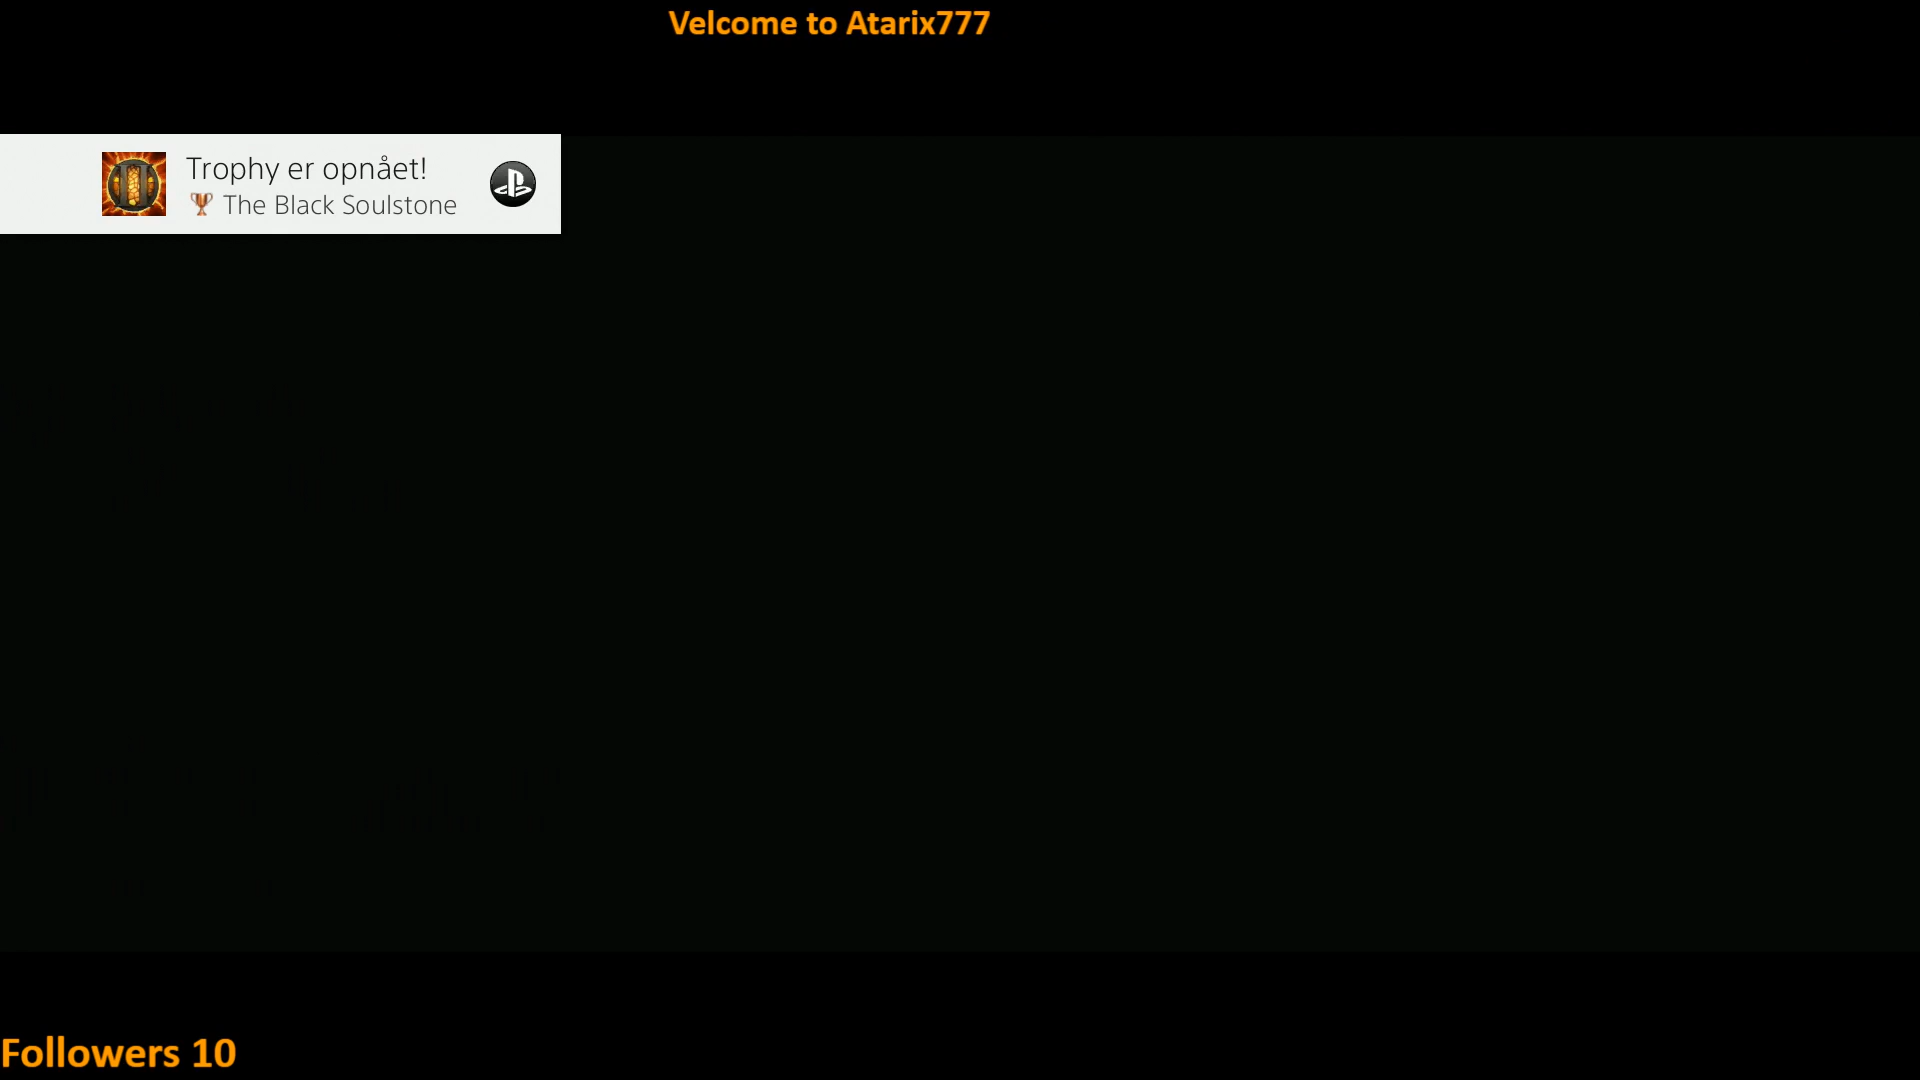 Velcome to Atarix777
Trophy er opnået!
The Black Soulstone
Followers 10